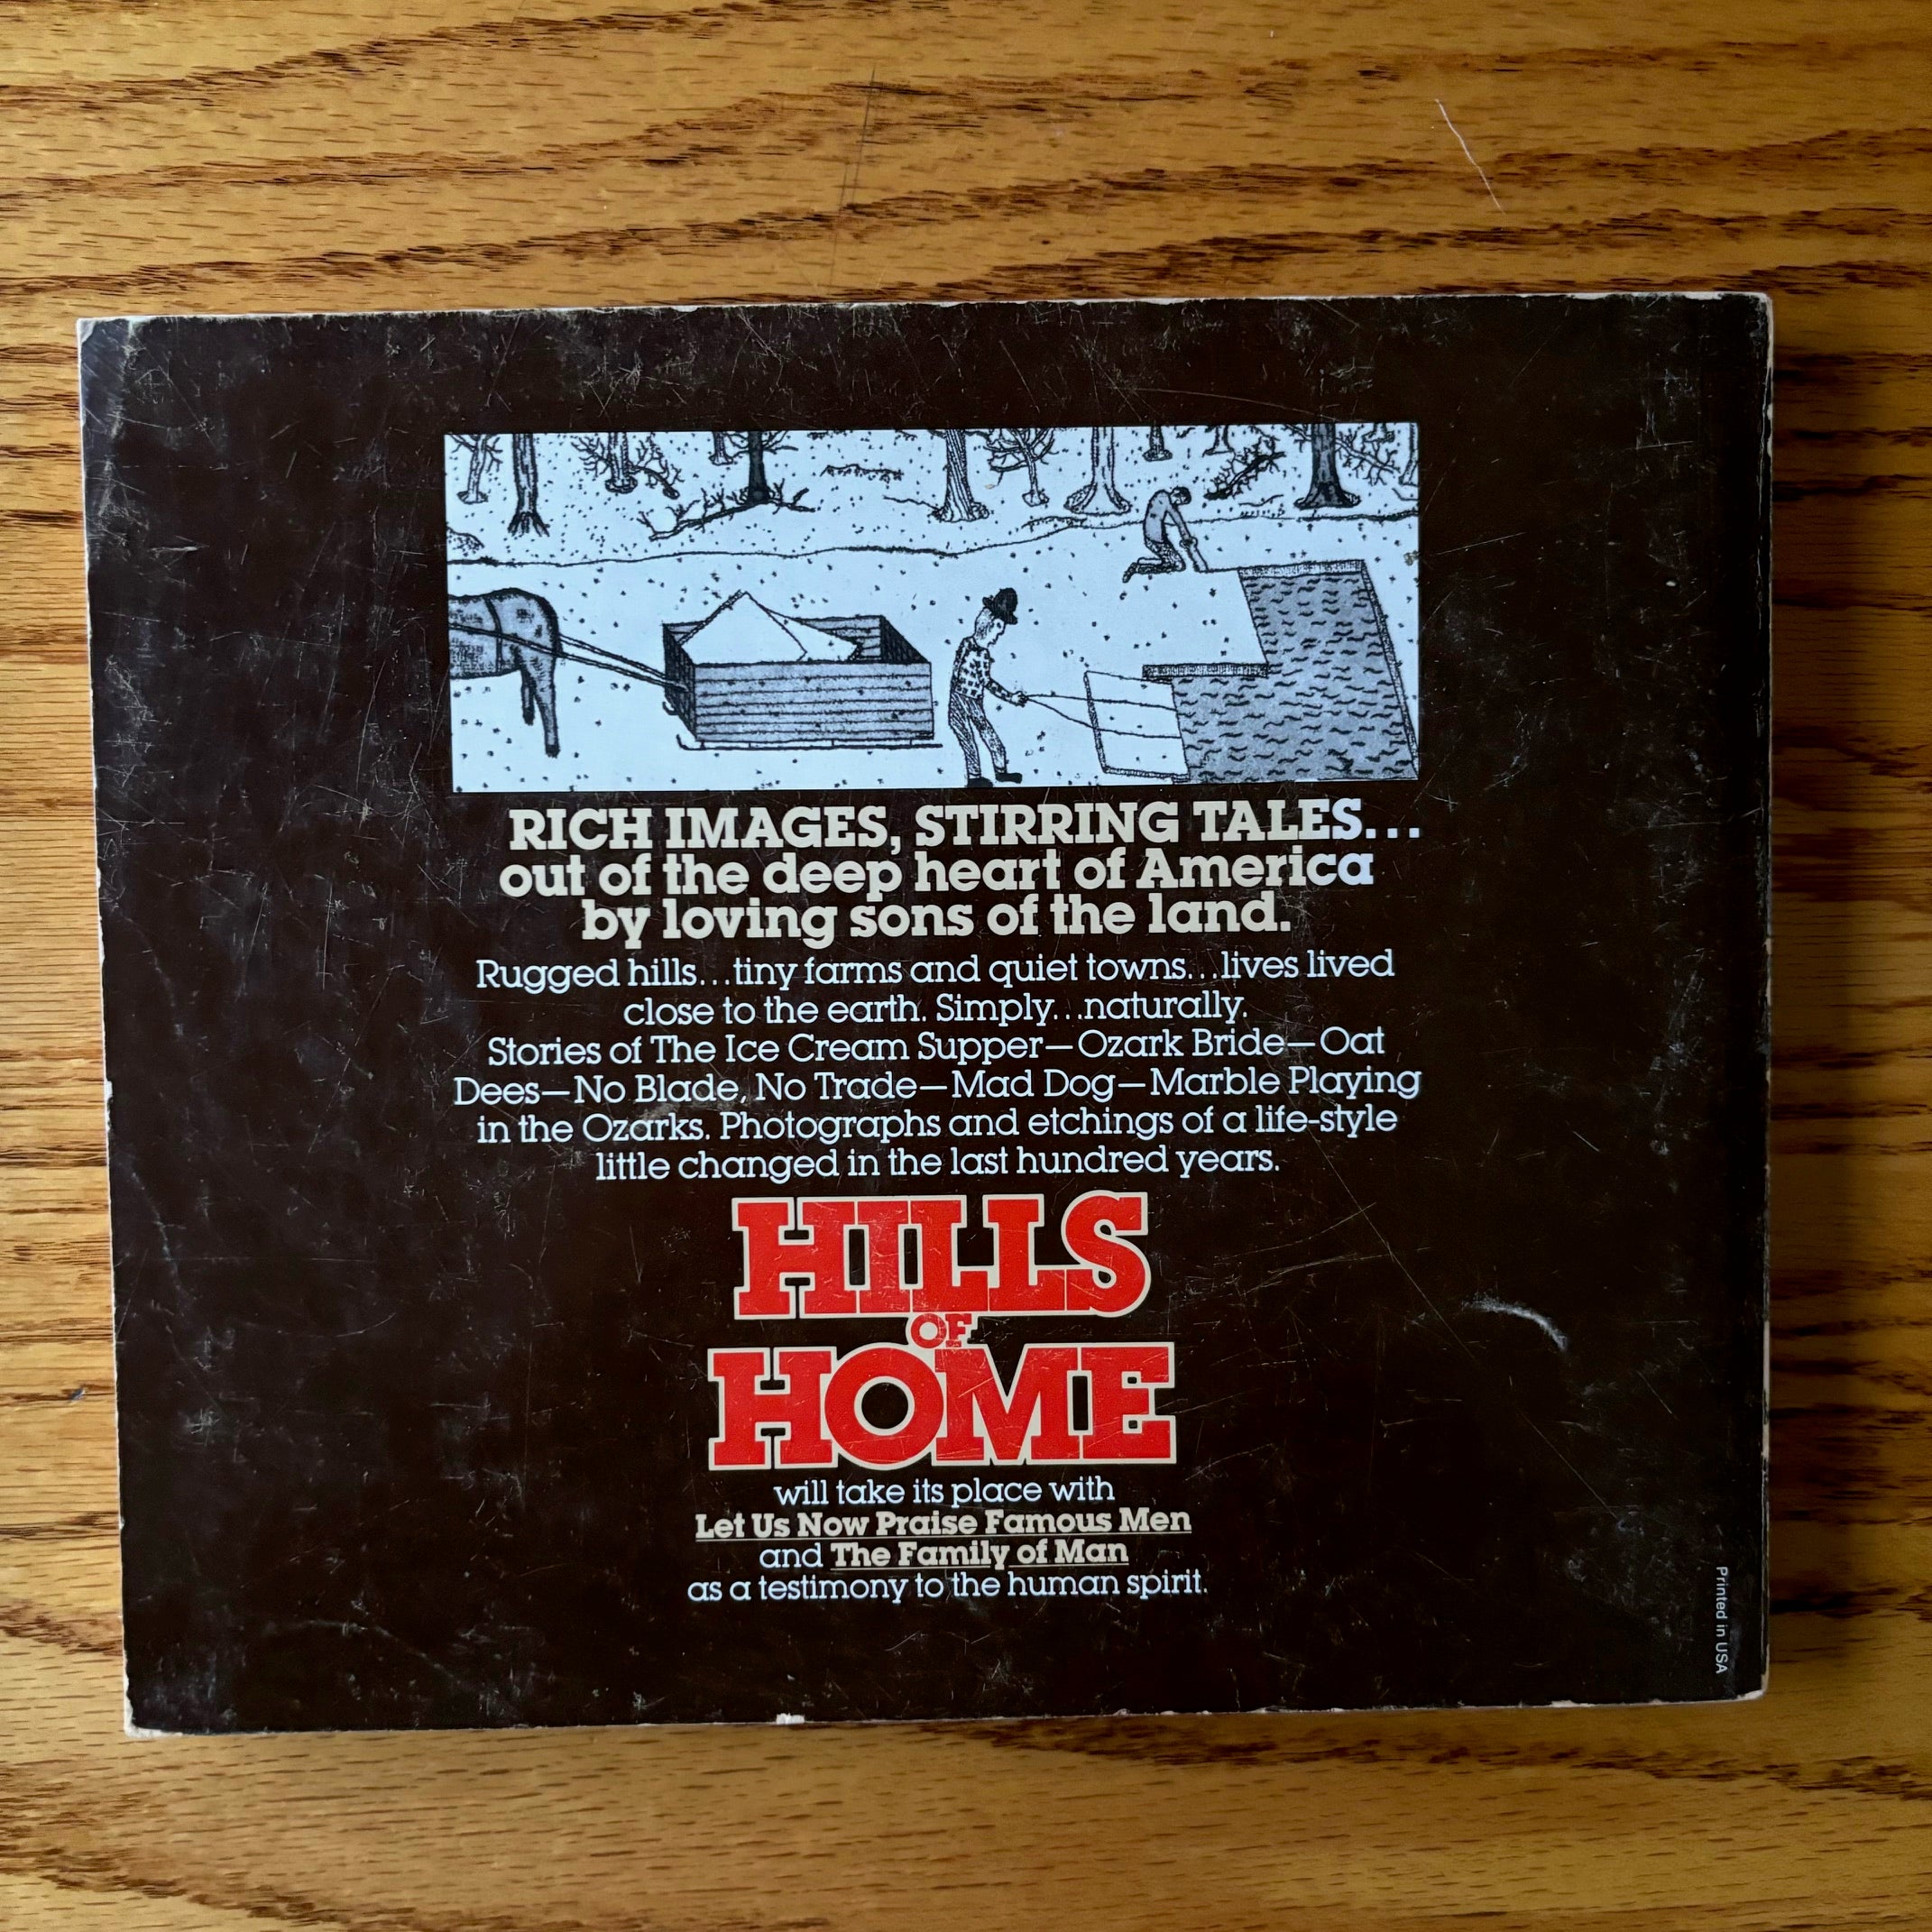 RICH IMAGES, STIRRING TALES...
out of the deep heart of America
by loving sons of the land.
Rugged hills...tiny farms and quiet towns...lives lived
close to the earth. Simply...naturally.
Stories of The Ice Cream Supper—Ozark Bride—Oat
Dees—No Blade, No Trade—Mad Dog—Marble Playing
in the Ozarks. Photographs and etchings of a life-style
little changed in the last hundred years.
HILLS
OF
HOME
will take its place with
Let Us Now Praise Famous Men
and The Family of Man
as a testimony to the human spirit.
Printed in USA